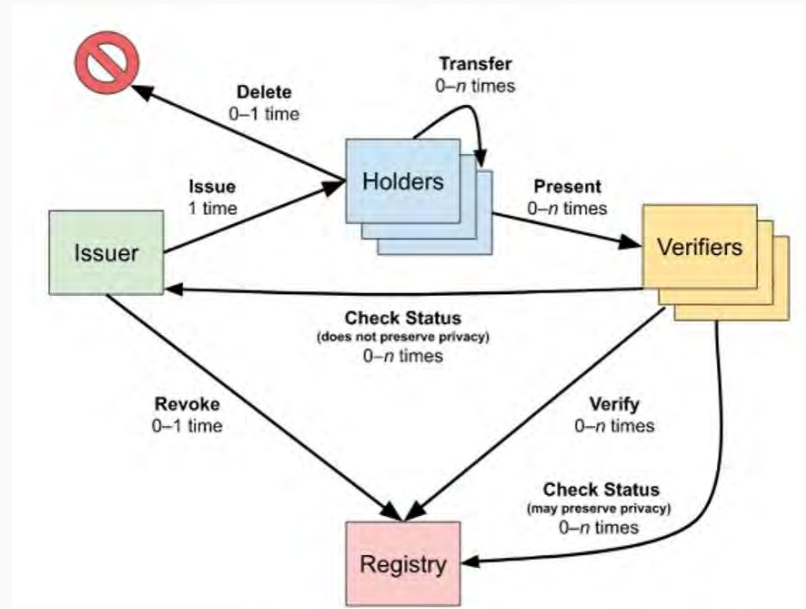 Transfer
0–n times
Delete
0–1 time
Issue
1 time
Holders
Present
0–n times
Issuer
Verifiers
Check Status
(does not preserve privacy)
0–n times
Revoke
0–1 time
Verify
0–n times
Check Status
(may preserve privacy)
0–n times
Registry